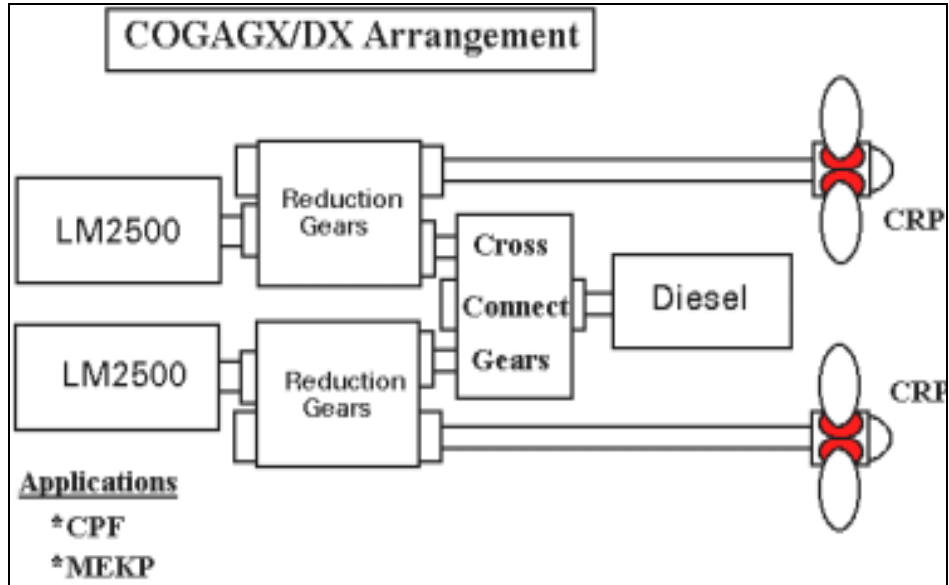 COGAGX/DX Arrangement
LM2500
Reduction
Gears
CRP
Cross
Connect
Gears
Diesel
LM2500
Reduction
Gears
CRP
Applications
*CPF
*MEKP